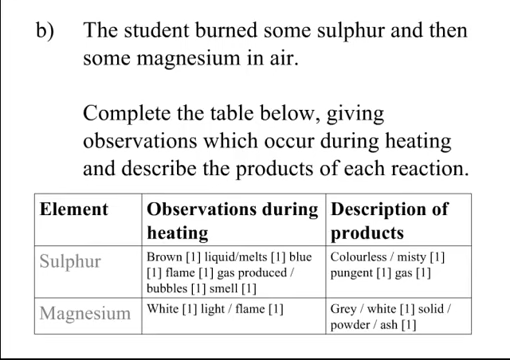 b) The student burned some sulphur and then
some magnesium in air.
Complete the table below, giving
observations which occur during heating
and describe the products of each reaction.
Element
Observations during
heating
Description of
products
Sulphur
Brown [1] liquid/melts [1] blue
[1] flame [1] gas produced /
bubbles [1] smell [1]
Colourless / misty [1]
pungent [1] gas [1]
Magnesium
White [1] light / flame [1]
Grey / white [1] solid /
powder / ash [1]